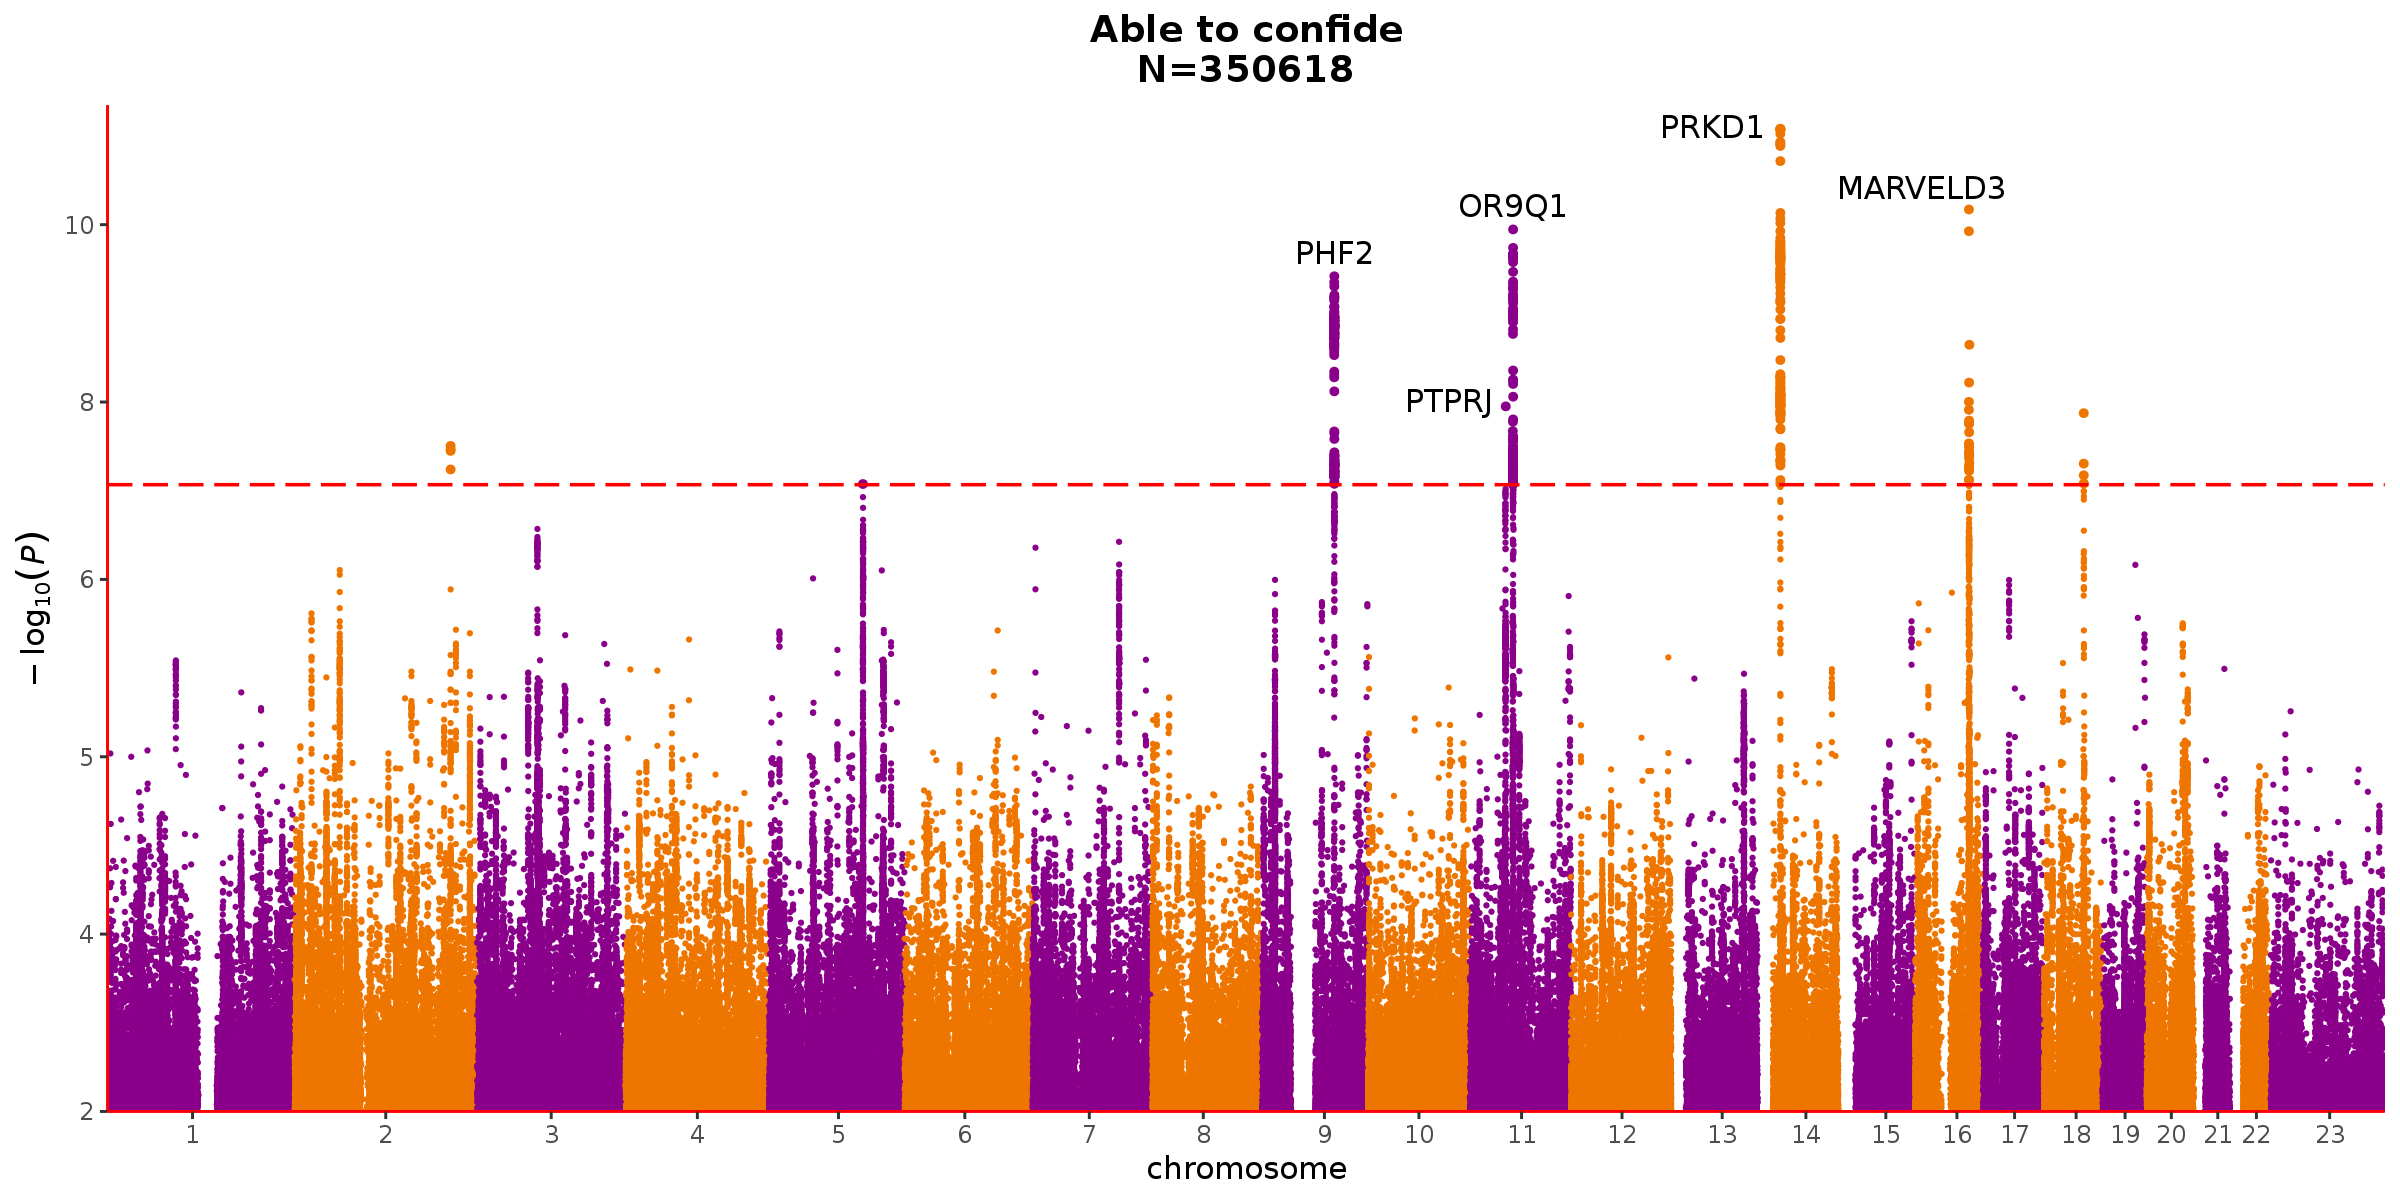 Able to confide
N=350618
PRKD1
MARVELD3
OR9Q1
PHF2
PTPRJ
10
8
6
5
4
2
−log10(P)
1 2 3 4 5 6 7 8 9 10 11 12 13 14 15 16 17 18 19 20 21 22 23
chromosome